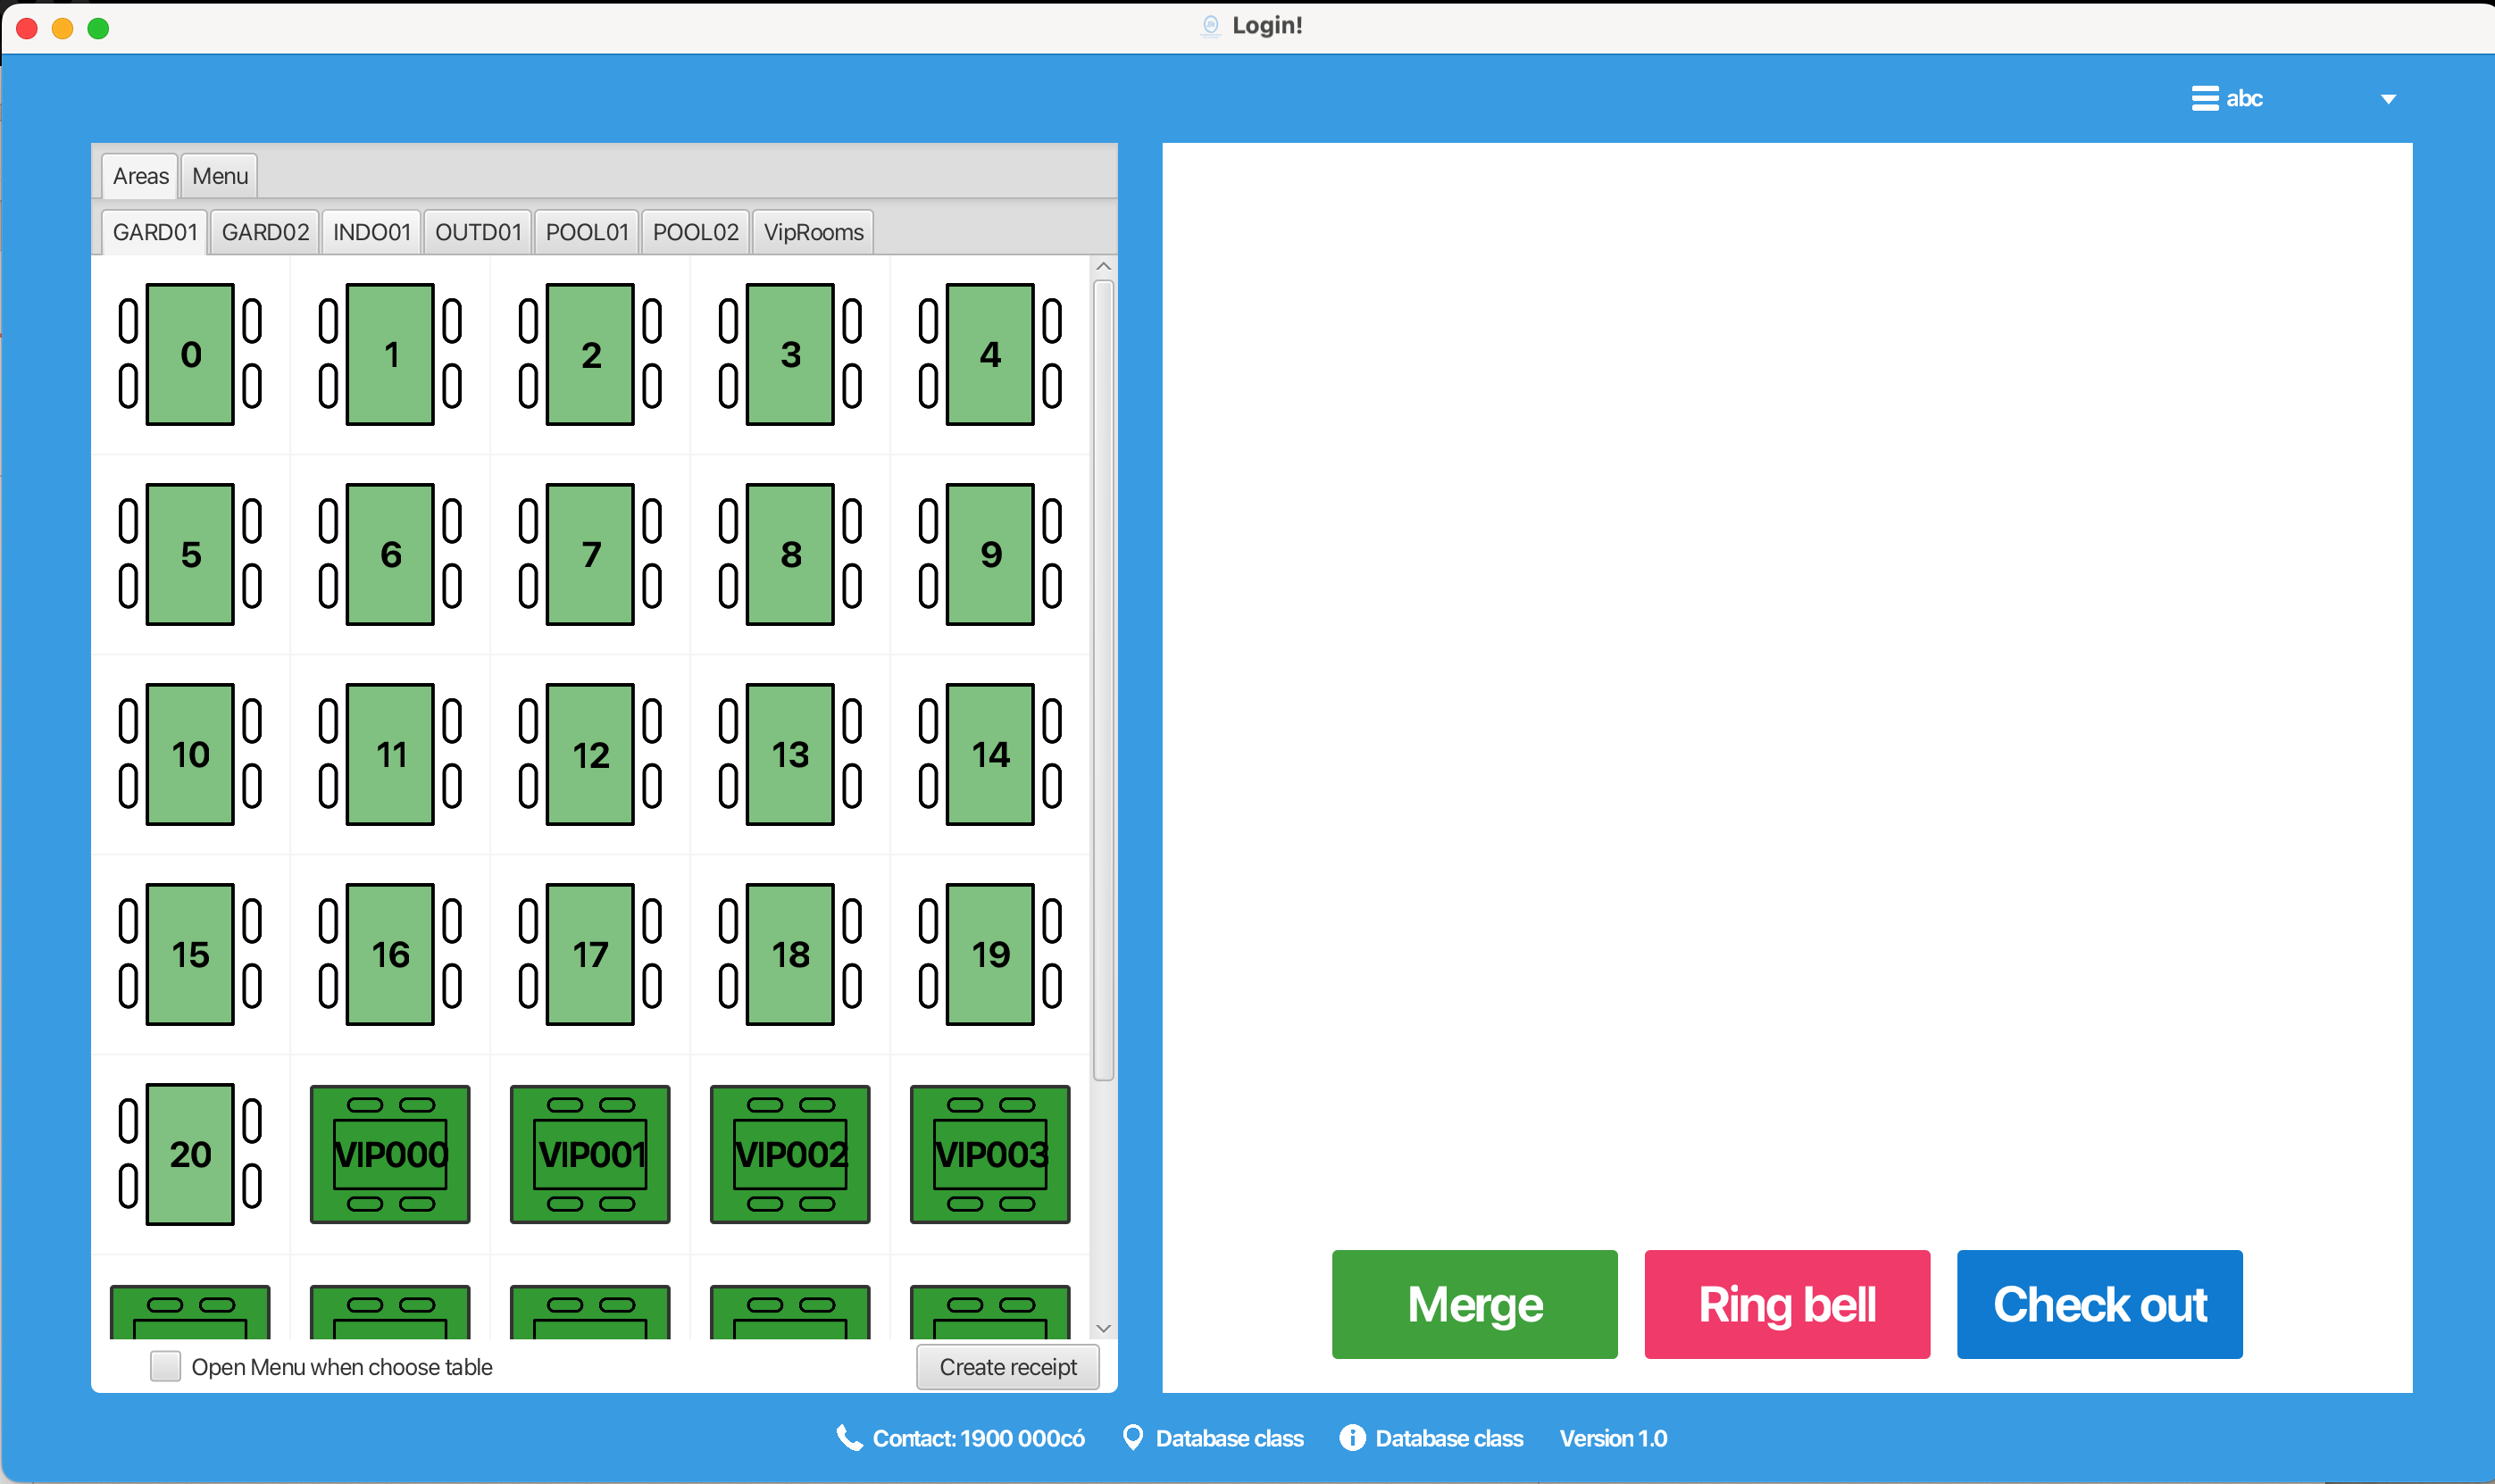 Login!
abc
Areas Menu
GARD01 GARD02 INDO01 OUTD01 POOL01 POOL02 VipRooms
0 1 2 3 4
5 6 7 8 9
10 11 12 13 14
15 16 17 18 19
20 VIP000 VIP001 VIP002 VIP003
Open Menu when choose table Create receipt
Merge Ring bell Check out
Contact: 1900 000có Database class Database class Version 1.0